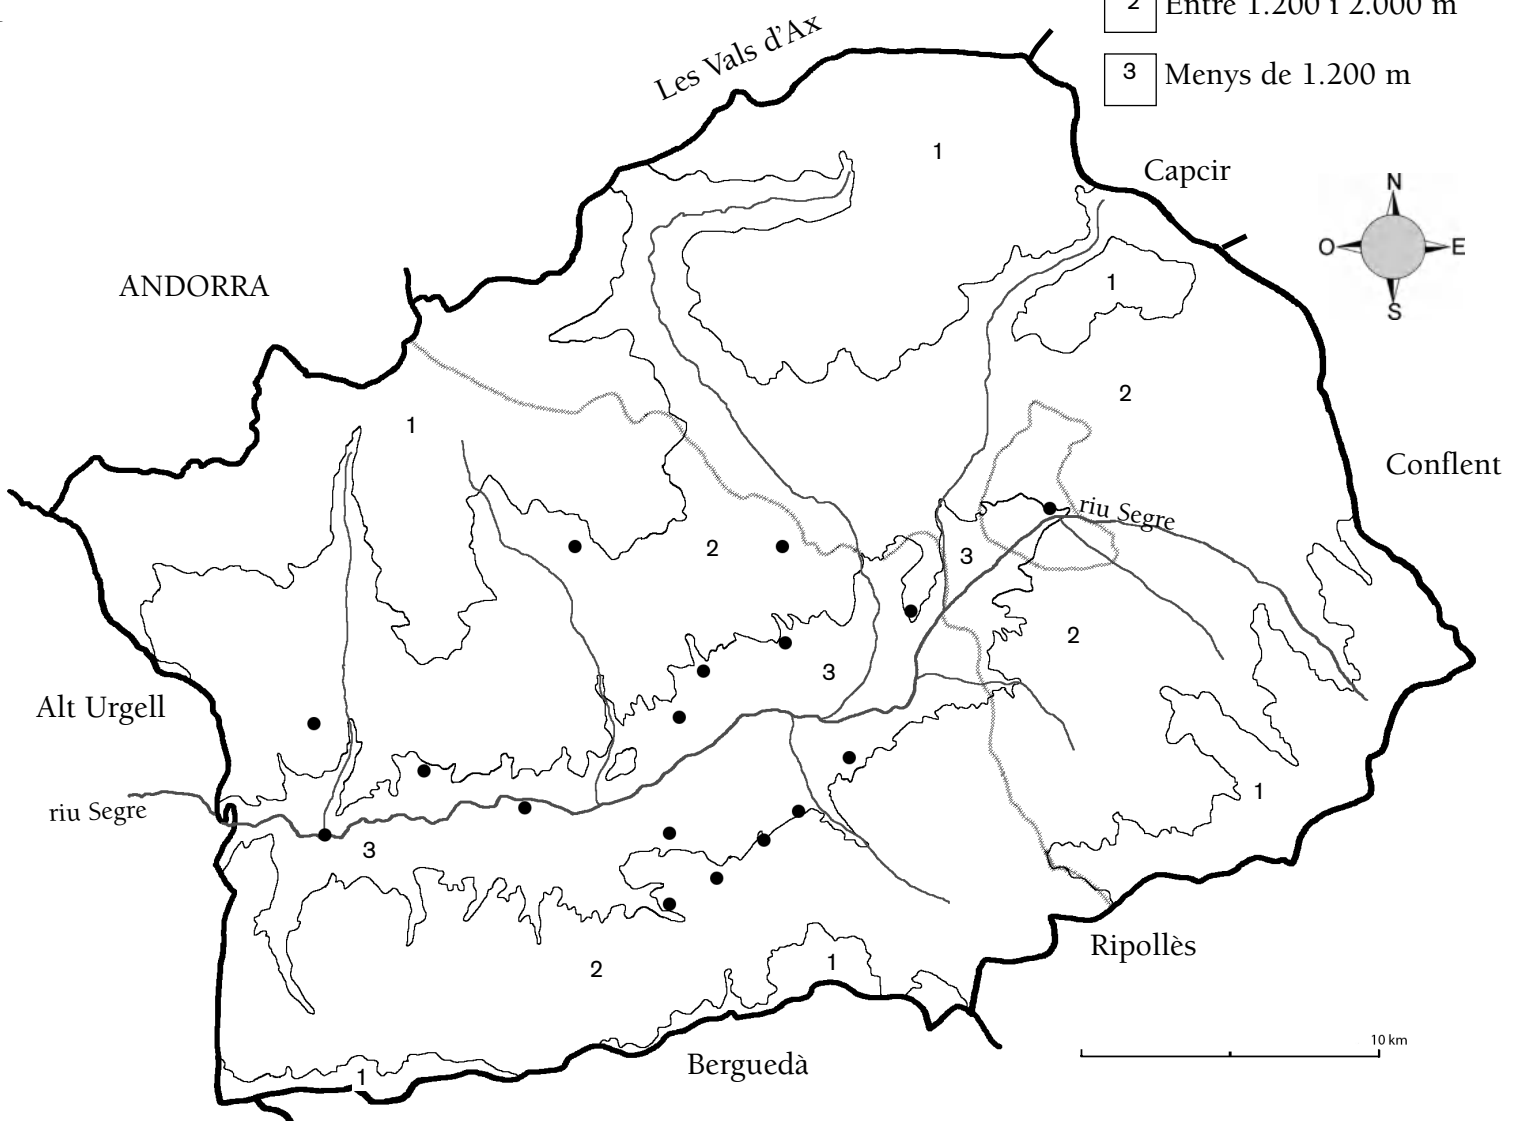 2 Entre 1.200 i 2.000 m
Les Vals d'Ax
3 Menys de 1.200 m
1
Capcir
N
O
E
S
ANDORRA
1
2
1
Conflent
riu Segre
2
3
2
3
Alt Urgell
1
riu Segre
3
Ripollès
2
1
10 km
Berguedà
1